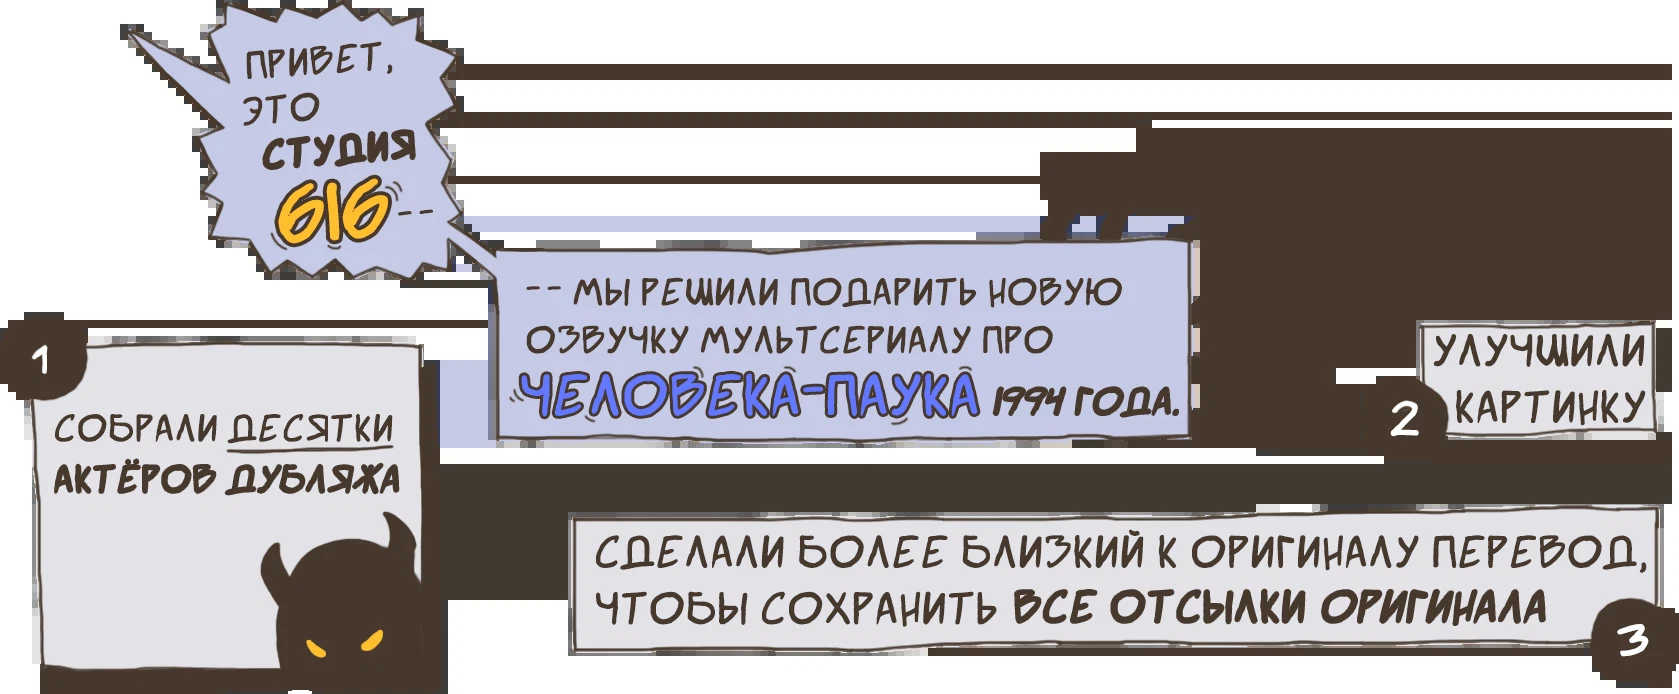 ПРИВЕТ,
ЭТО
СТУДИЯ
616--
-- МЫ РЕШИЛИ ПОДАРИТЬ НОВУЮ
ОЗВУЧКУ МУЛЬТСЕРИАЛУ ПРО
ЧЕЛОВЕКА-ПАУКА 1994 ГОДА.
1
СОБРАЛИ ДЕСЯТКИ
АКТЁРОВ ДУБЛЯЖА
2
УЛУЧШИЛИ
КАРТИНКУ
СДЕЛАЛИ БОЛЕЕ БЛИЗКИЙ К ОРИГИНАЛУ ПЕРЕВОД,
ЧТОБЫ СОХРАНИТЬ ВСЕ ОТСЫЛКИ ОРИГИНАЛА
3